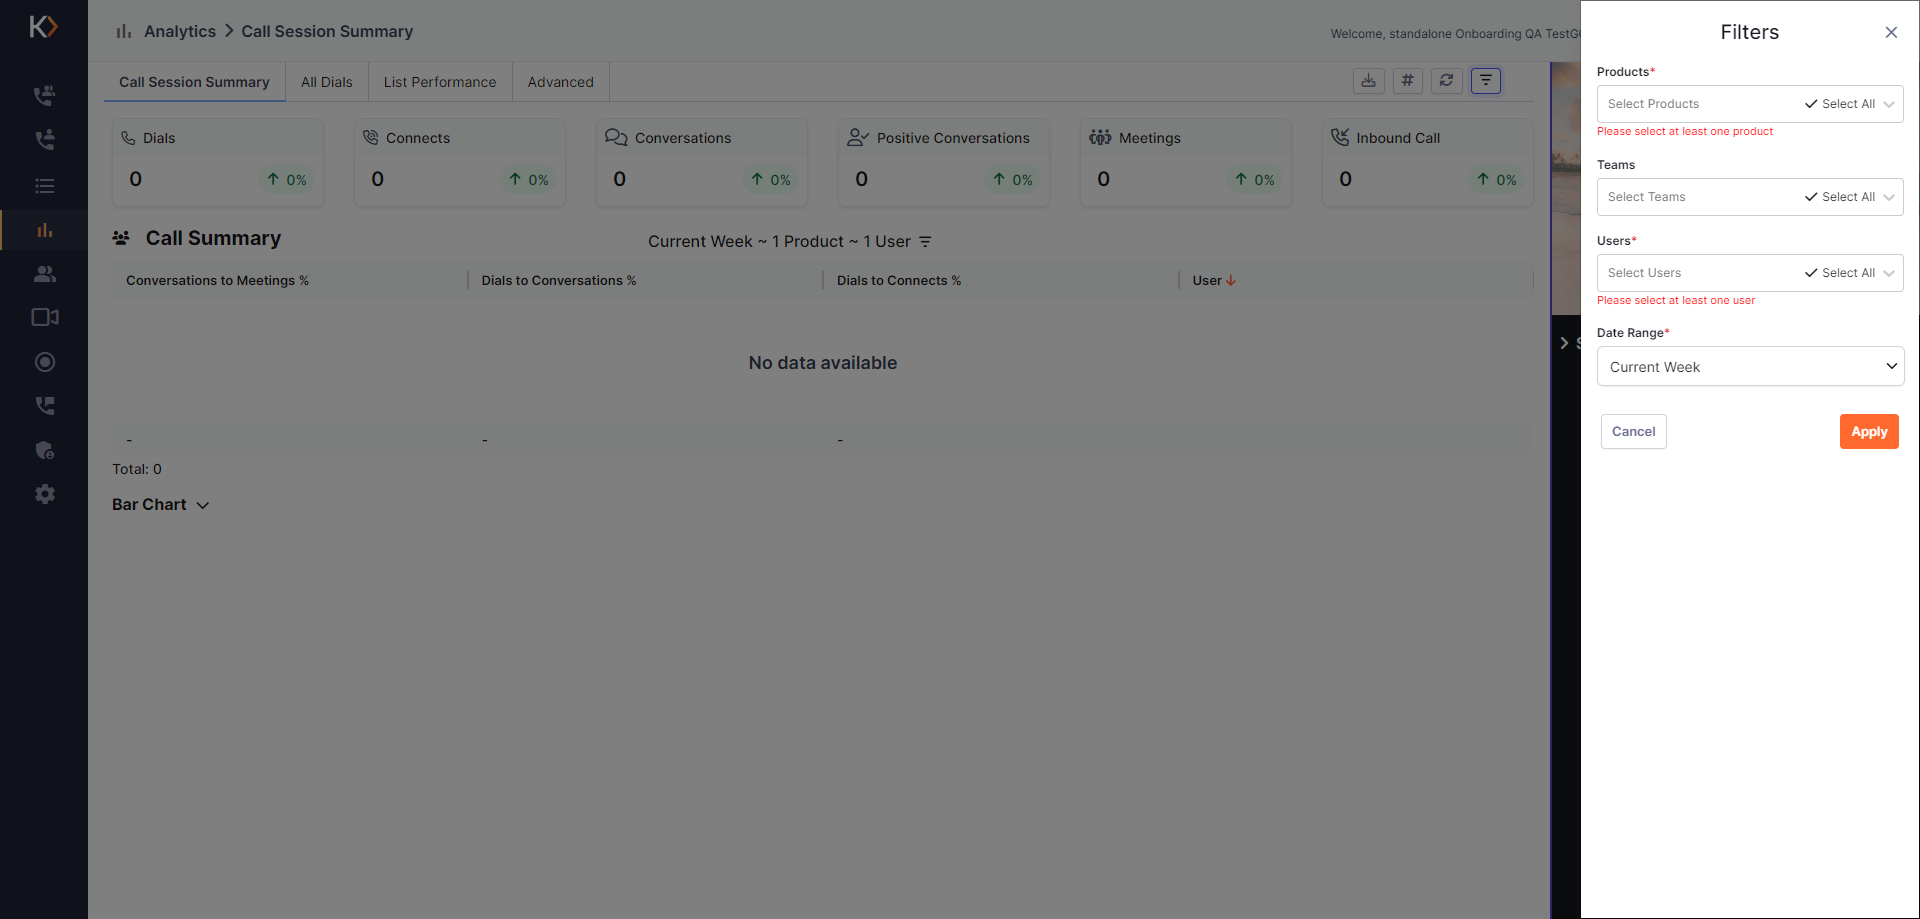 Analytics > Call Session Summary
Welcome, standalone Onboarding QA TestG
Call Session Summary
All Dials
List Performance
Advanced
Dials
0
0%
Connects
0
0%
Conversations
0
0%
Positive Conversations
0
0%
Meetings
0
0%
Inbound Call
0
0%
Call Summary
Current Week ~ 1 Product ~ 1 User
Conversations to Meetings %
Dials to Conversations %
Dials to Connects %
User
No data available
- - -
Total: 0
Bar Chart
Filters
Products*
Select Products
Select All
Please select at least one product
Teams
Select Teams
Select All
Users*
Select Users
Select All
Please select at least one user
Date Range*
Current Week
Cancel
Apply